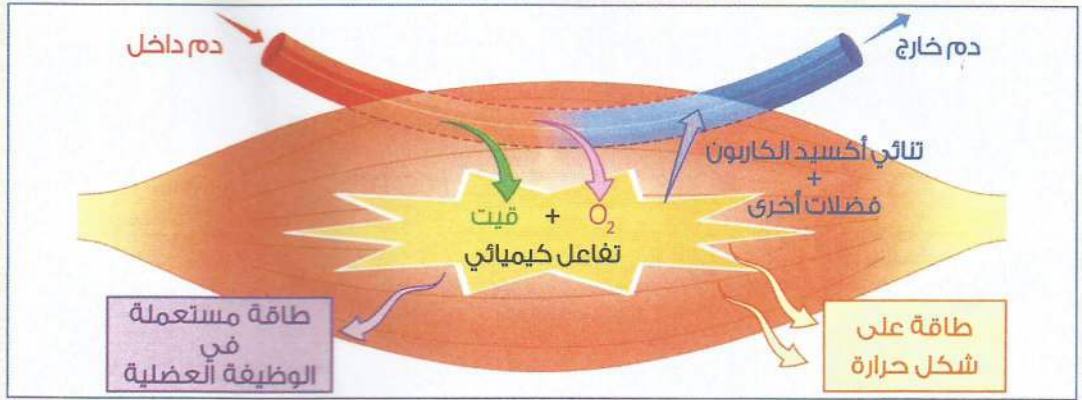 دم داخل
دم خارج
تنائي أكسيد الكاربون
+
فضلات أخرى
قيت + O₂
تفاعل كيميائي
طاقة مستعملة
في
الوظيفة العضلية
طاقة على
شكل حرارة